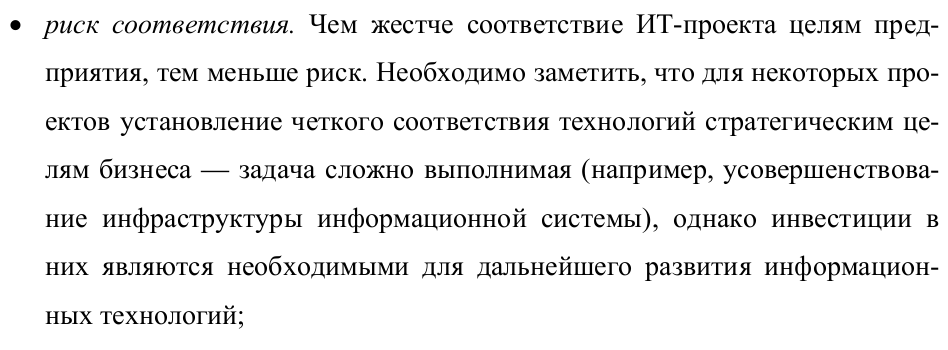 • риск соответствия. Чем жестче соответствие ИТ-проекта целям пред-
приятия, тем меньше риск. Необходимо заметить, что для некоторых про-
ектов установление четкого соответствия технологий стратегическим це-
лям бизнеса — задача сложно выполнимая (например, усовершенствова-
ние инфраструктуры информационной системы), однако инвестиции в
них являются необходимыми для дальнейшего развития информацион-
ных технологий;